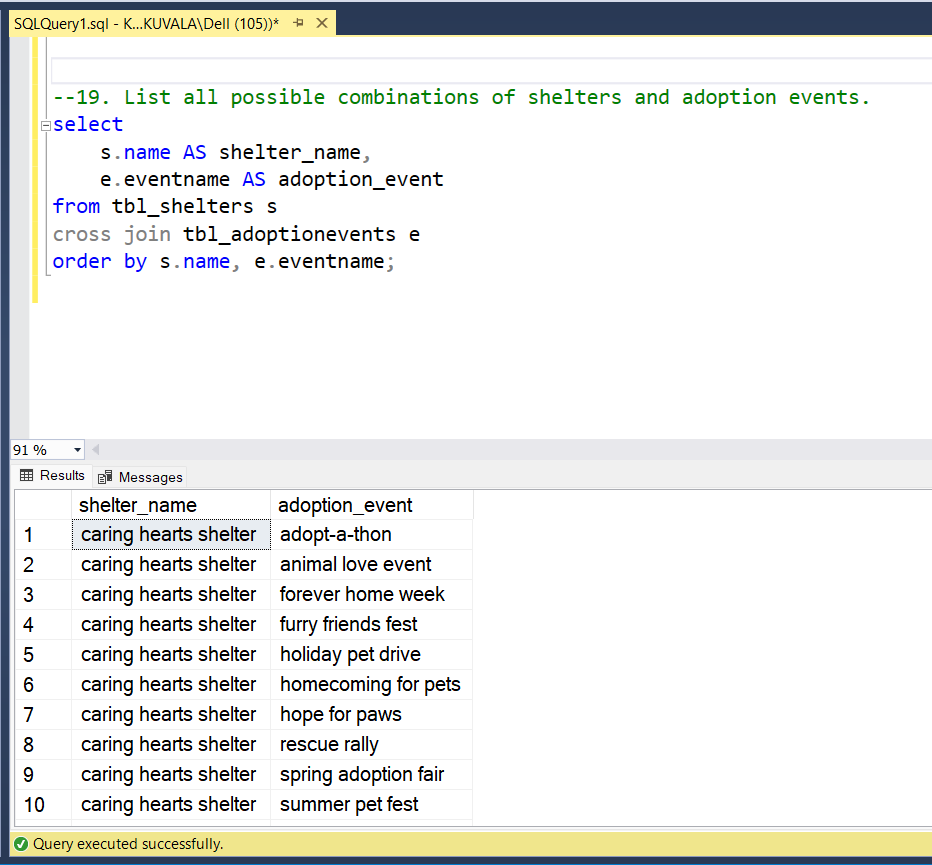 SQLQuery1.sql - K...KUVALA\Dell (105))*
--19. List all possible combinations of shelters and adoption events.
select
s.name AS shelter_name,
e.eventname AS adoption_event
from tbl_shelters s
cross join tbl_adoptionevents e
order by s.name, e.eventname;
91 %
Results Messages
shelter_name adoption_event
1 caring hearts shelter adopt-a-thon
2 caring hearts shelter animal love event
3 caring hearts shelter forever home week
4 caring hearts shelter furry friends fest
5 caring hearts shelter holiday pet drive
6 caring hearts shelter homecoming for pets
7 caring hearts shelter hope for paws
8 caring hearts shelter rescue rally
9 caring hearts shelter spring adoption fair
10 caring hearts shelter summer pet fest
Query executed successfully.